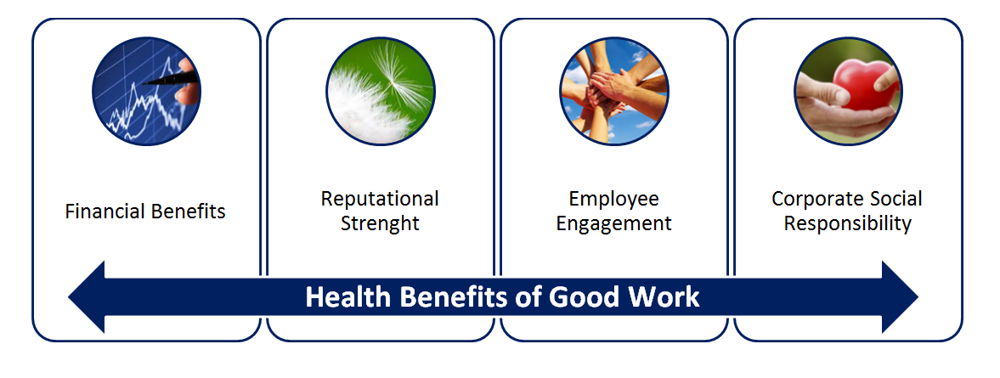 Financial Benefits
Reputational
Strenght
Employee
Engagement
Corporate Social
Responsibility
Health Benefits of Good Work